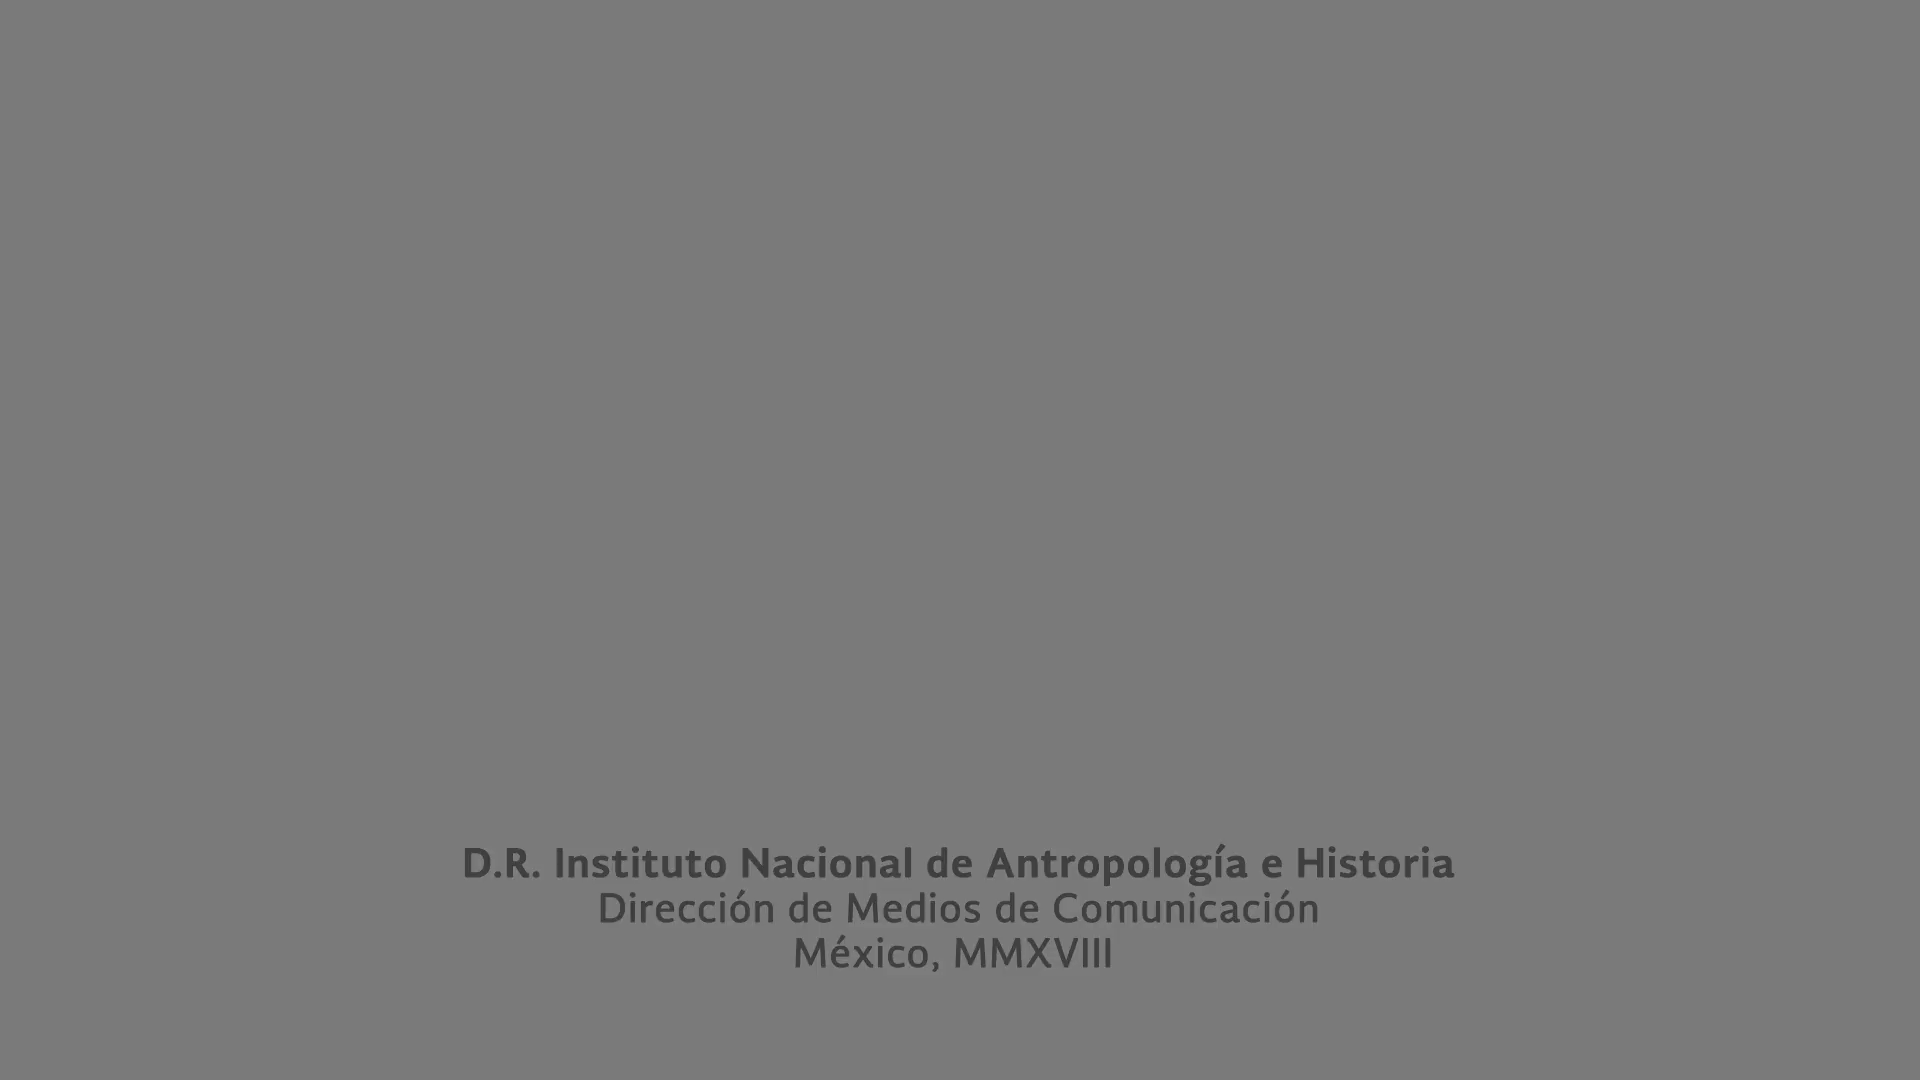 D.R. Instituto Nacional de Antropología e Historia
Dirección de Medios de Comunicación
México, MMXVIII